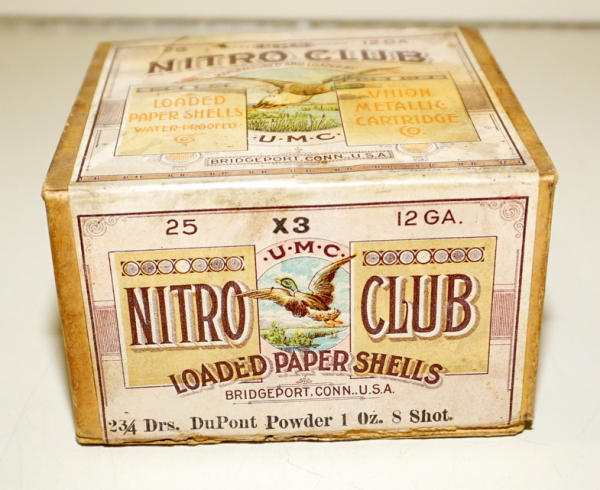 25 12 GA.
NITRO CLUB
LOADED
PAPER SHELLS
WATER-PROOFED
UNION
METALLIC
CARTRIDGE
Co.
U.M.C.
BRIDGEPORT, CONN., U.S.A.
25 X3 12 GA.
·U·M·C·
NITRO CLUB
LOADED PAPER SHELLS
BRIDGEPORT, CONN. U.S.A.
2¾ Drs. DuPont Powder 1 Oz. 8 Shot.